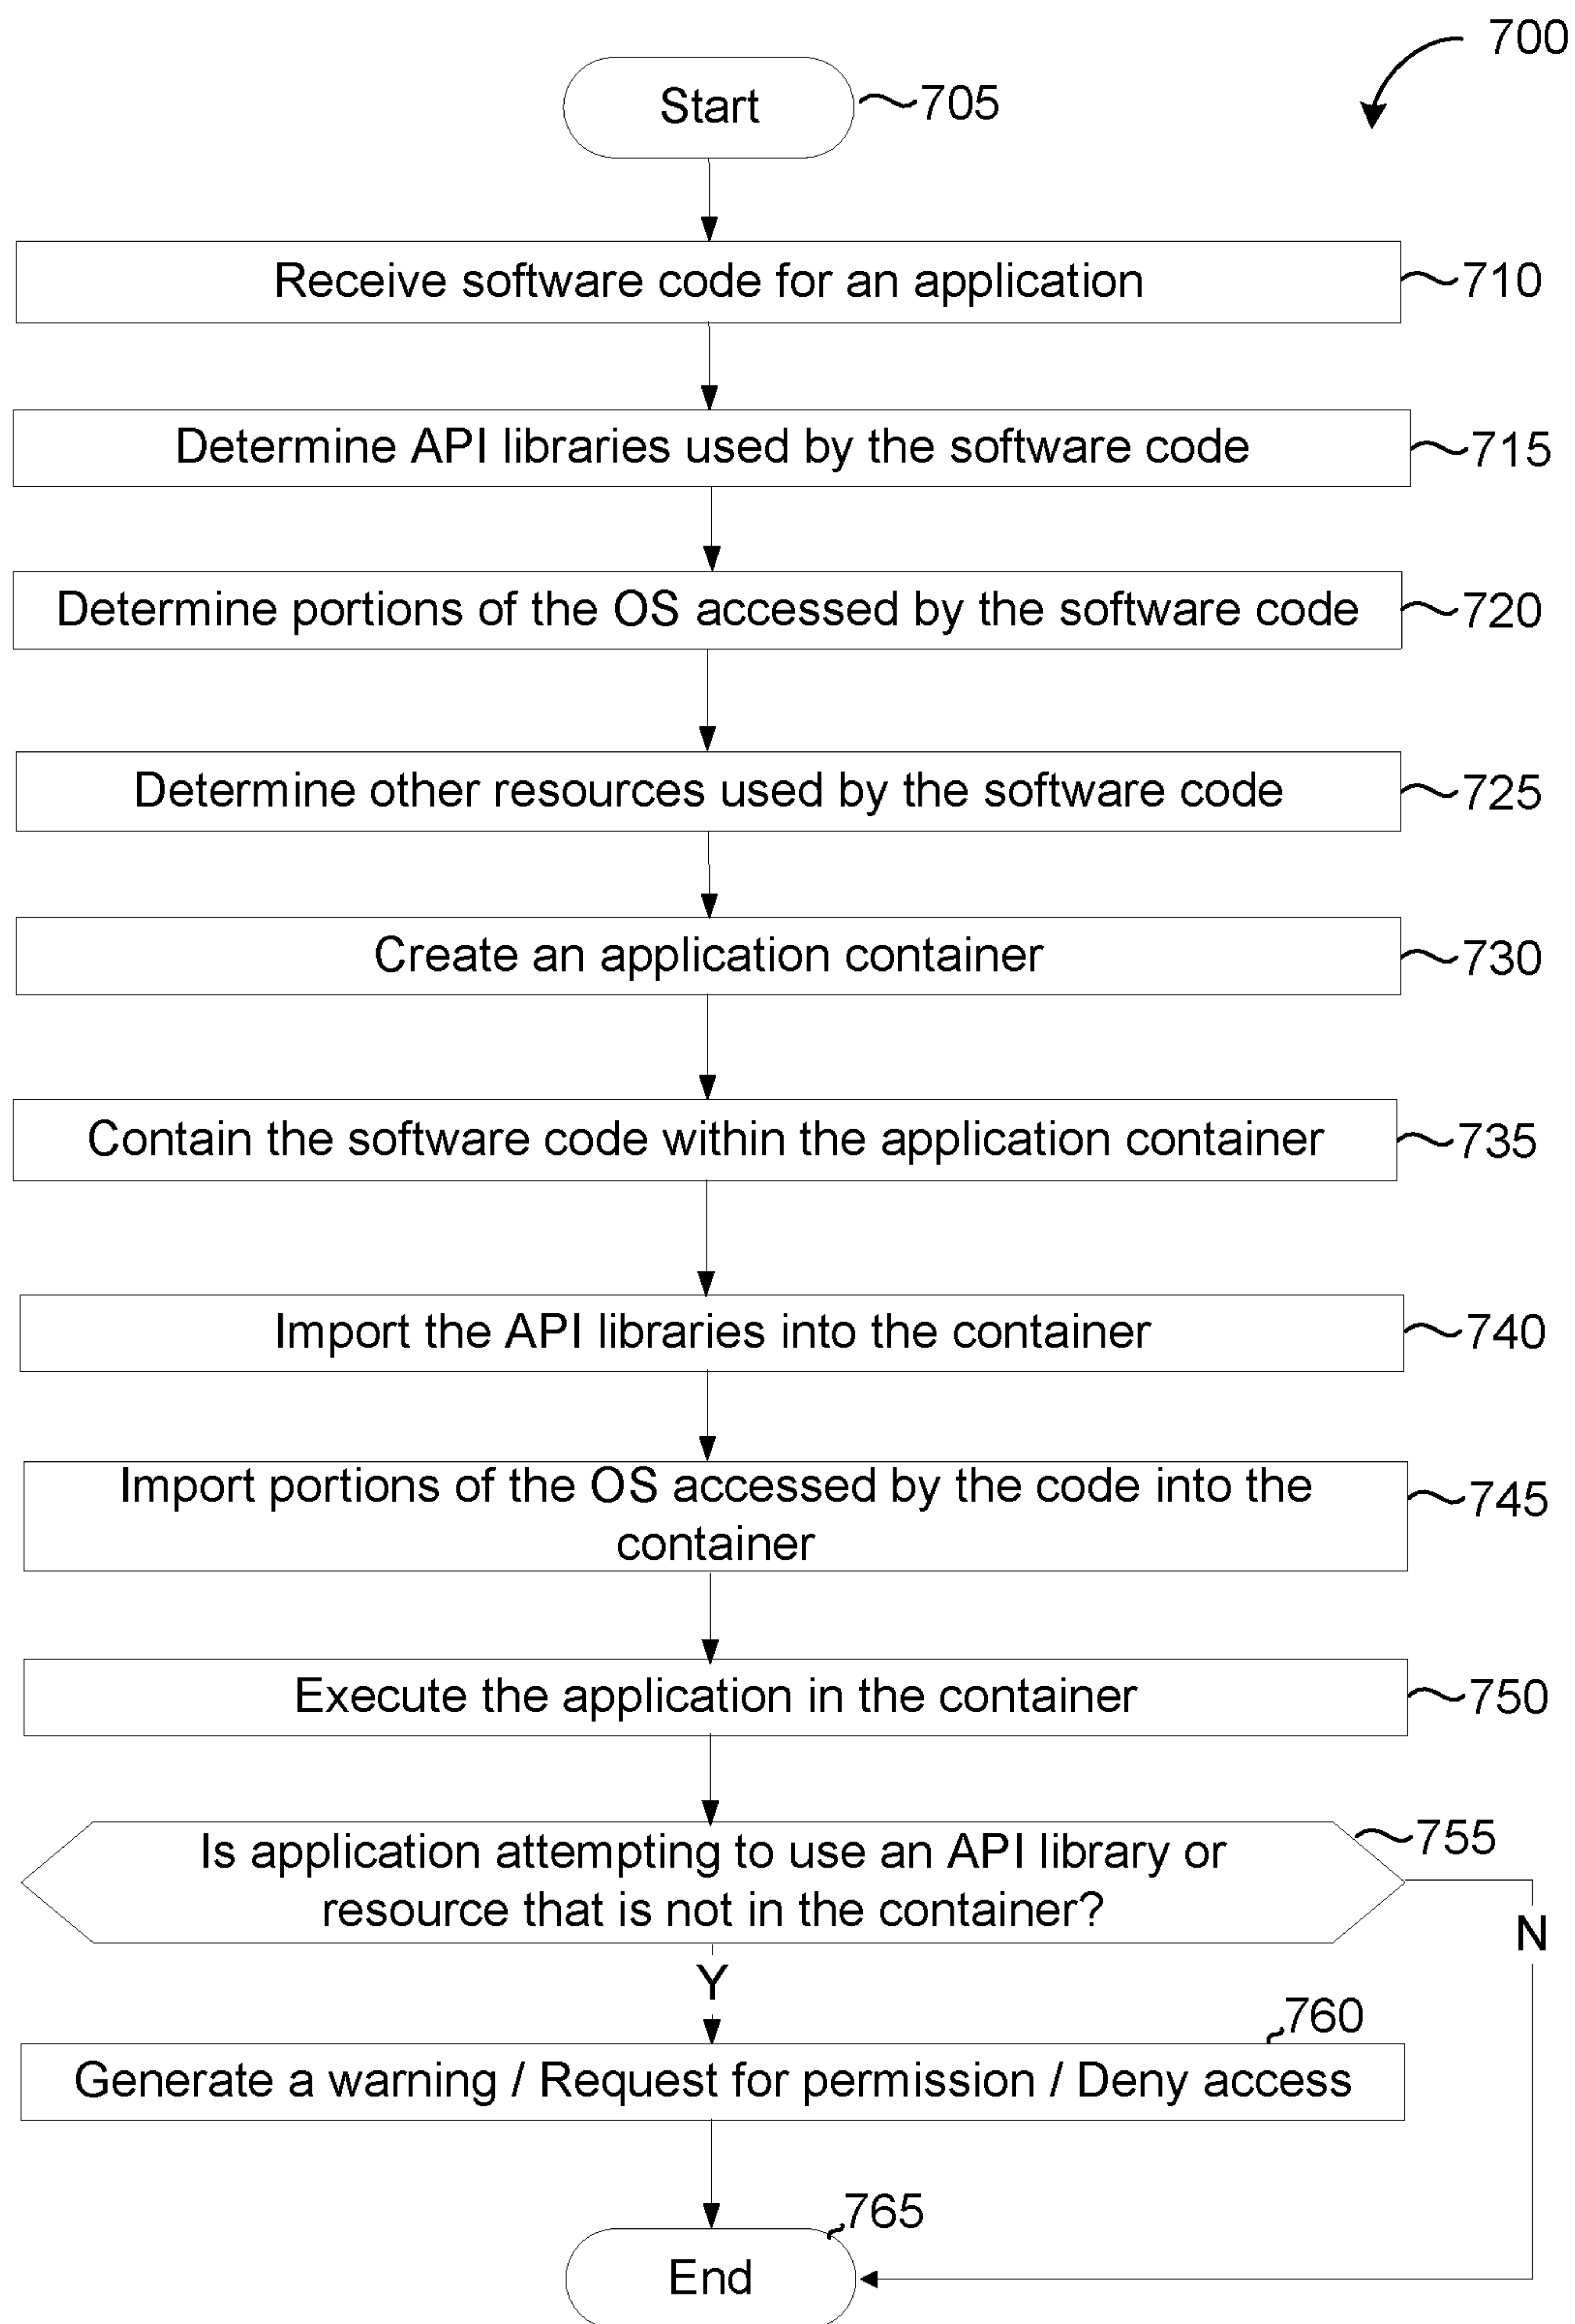 700
Start
705
Receive software code for an application
710
Determine API libraries used by the software code
715
Determine portions of the OS accessed by the software code
720
Determine other resources used by the software code
725
Create an application container
730
Contain the software code within the application container
735
Import the API libraries into the container
740
Import portions of the OS accessed by the code into the
container
745
Execute the application in the container
750
Is application attempting to use an API library or
resource that is not in the container?
755
N
Y
760
Generate a warning / Request for permission / Deny access
765
End